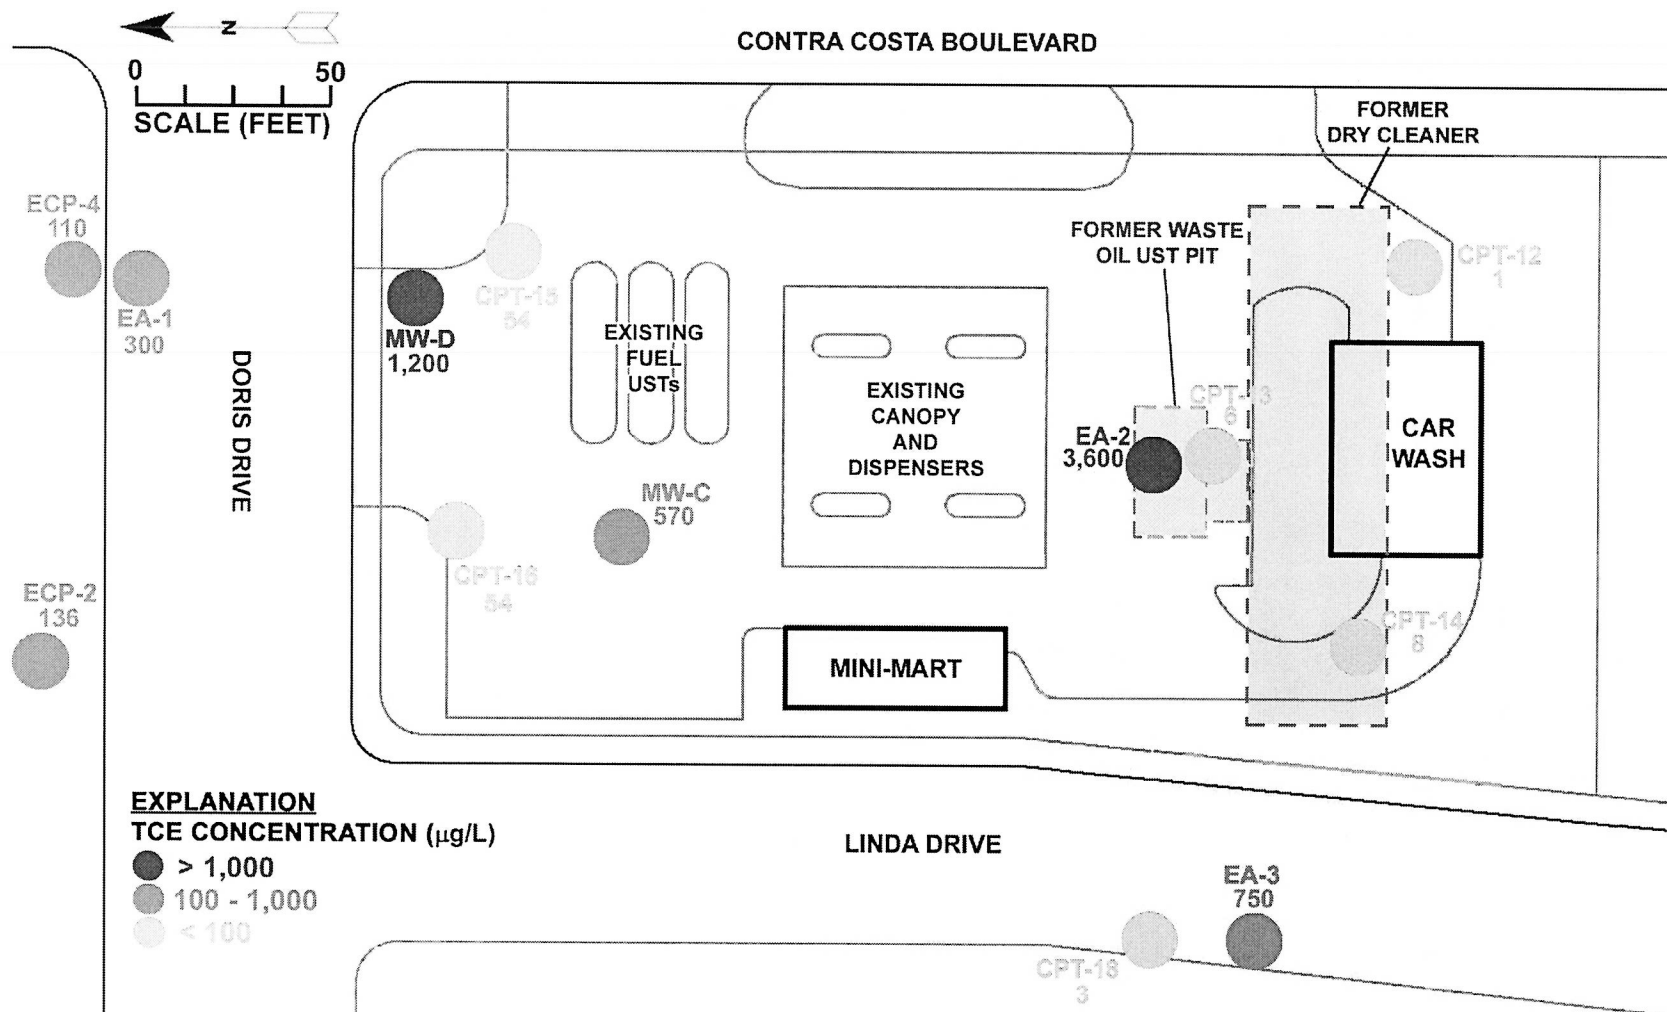 N
0 50
SCALE (FEET)
CONTRA COSTA BOULEVARD
FORMER
DRY CLEANER
ECP-4
110
EA-1
300
DORIS DRIVE
MW-D
1,200
CPT-15
54
EXISTING
FUEL
USTs
EXISTING
CANOPY
AND
DISPENSERS
FORMER WASTE
OIL UST PIT
CPT-12
1
CPT-13
6
EA-2
3,600
CAR
WASH
MW-C
570
CPT-16
54
ECP-2
136
MINI-MART
CPT-14
8
EXPLANATION
TCE CONCENTRATION (µg/L)
> 1,000
100 - 1,000
< 100
LINDA DRIVE
EA-3
750
CPT-18
3